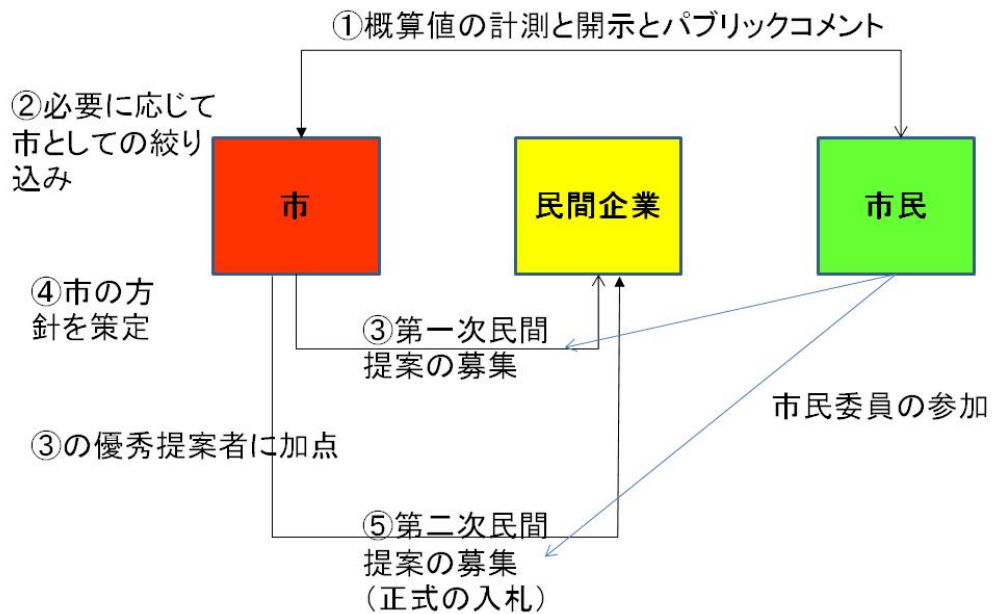 ①概算値の計測と開示とパブリックコメント
②必要に応じて
市としての絞り
込み
市
民間企業
市民
④市の方
針を策定
③第一次民間
提案の募集
市民委員の参加
③の優秀提案者に加点
⑤第二次民間
提案の募集
（正式の入札）